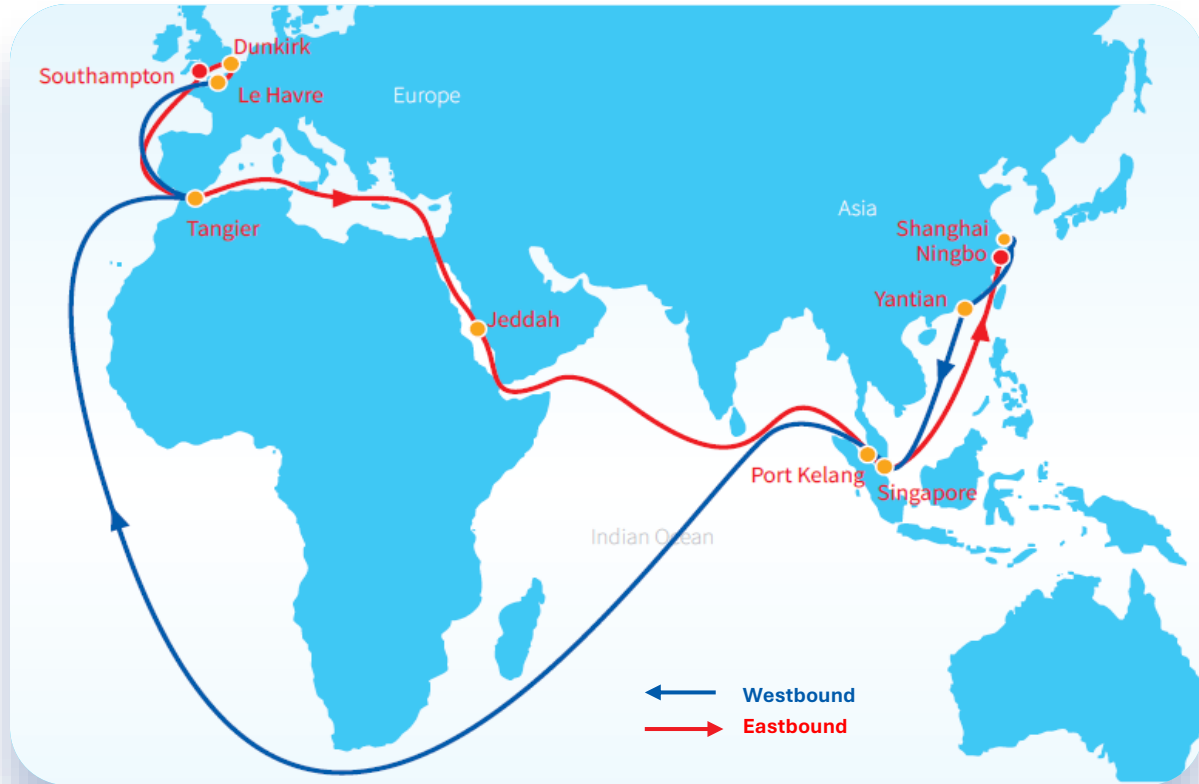 Dunkirk
Southampton
Le Havre
Europe
Asia
Tangier
Shanghai
Ningbo
Yantian
Jeddah
Port Kelang
Singapore
Indian Ocean
Westbound
Eastbound